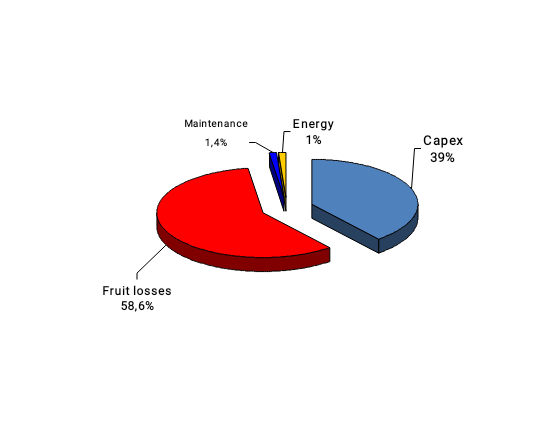 Maintenance
1,4%
Energy
1%
Capex
39%
Fruit losses
58,6%